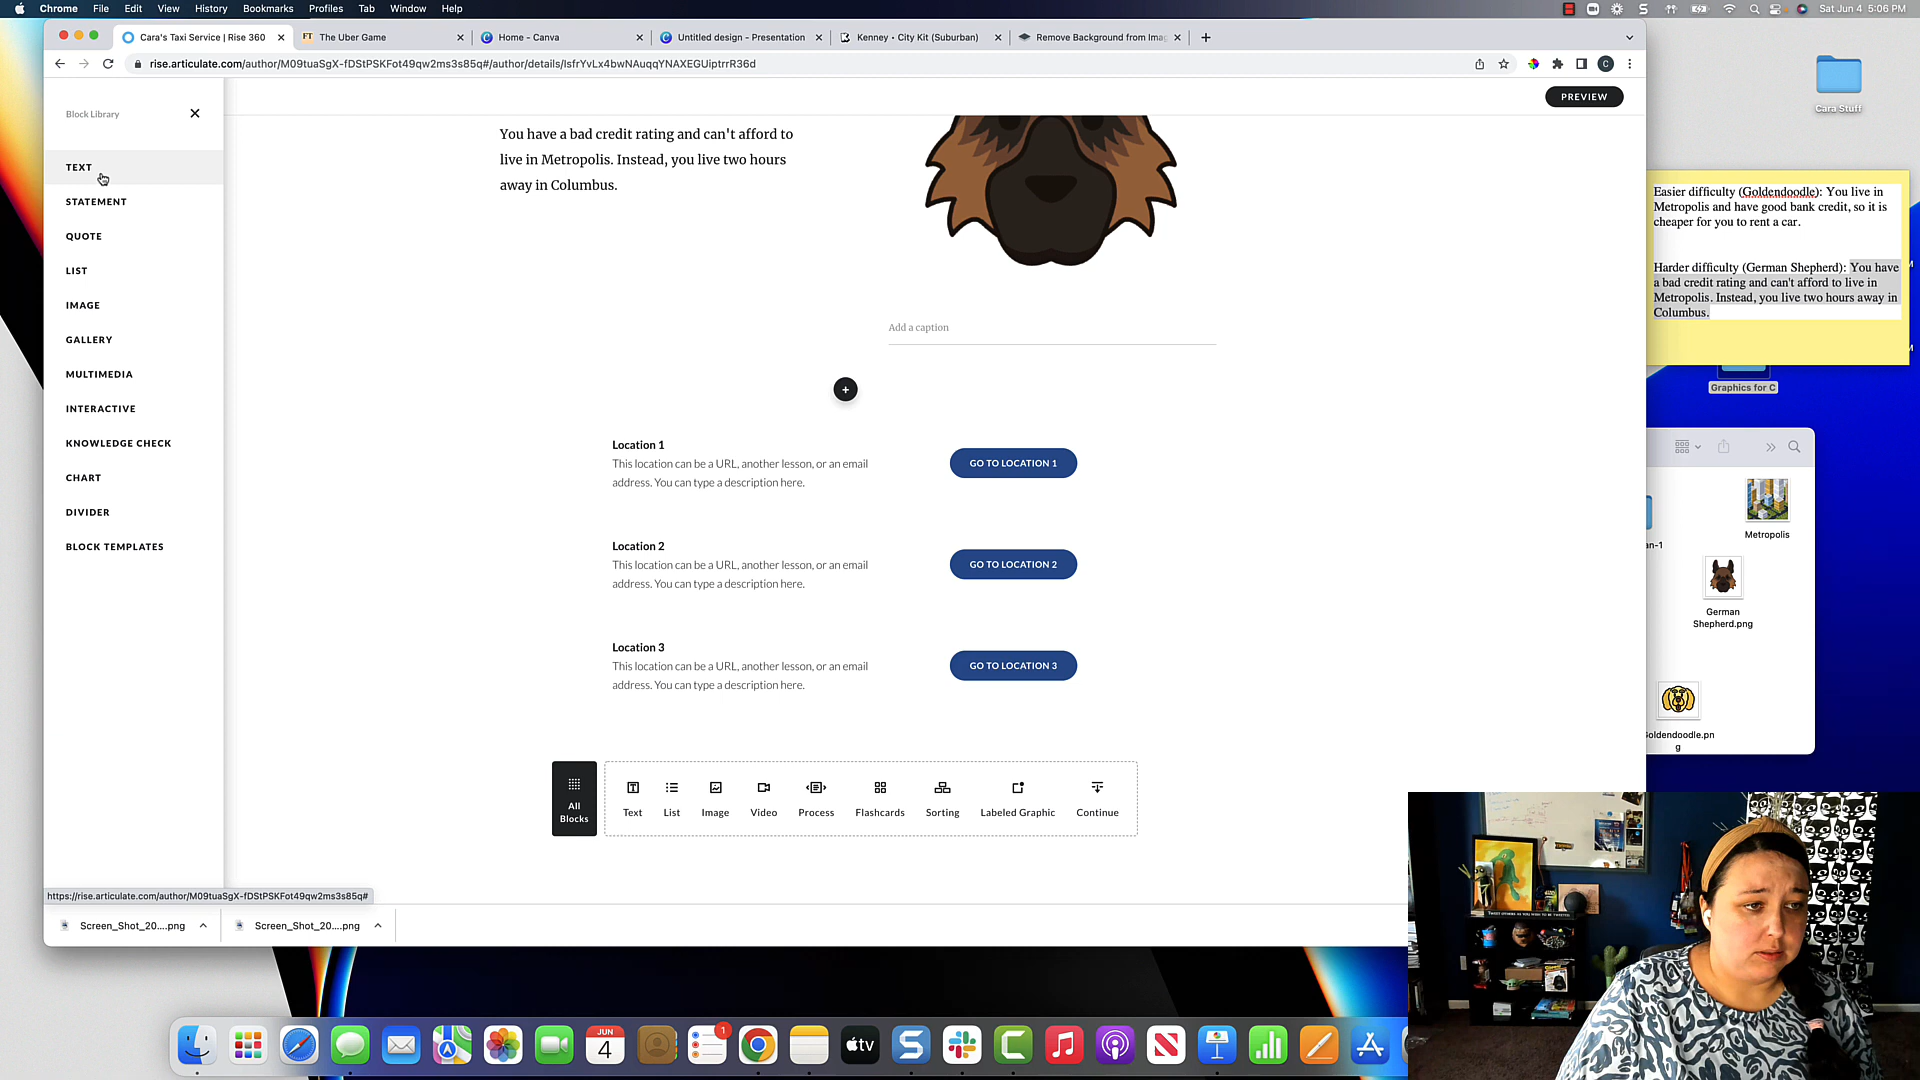 Chrome File Edit View History Bookmarks Profiles Tab Window Help Sat Jun 4 5:06 PM
Cara's Taxi Service | Rise 360 The Uber Game Home - Canva Untitled design - Presentation Kenney • City Kit (Suburban) Remove Background from Ima
rise.articulate.com/author/M09tuaSgX-fDStPSKFot49qw2ms3s85q#/author/details/IsfrYvLx4bwNAuqqYNAXEGUiptrrR36d
Block Library
PREVIEW
TEXT
STATEMENT
QUOTE
LIST
IMAGE
GALLERY
MULTIMEDIA
INTERACTIVE
KNOWLEDGE CHECK
CHART
DIVIDER
BLOCK TEMPLATES
You have a bad credit rating and can't afford to
live in Metropolis. Instead, you live two hours
away in Columbus.
Add a caption
Location 1
This location can be a URL, another lesson, or an email
address. You can type a description here.
GO TO LOCATION 1
Location 2
This location can be a URL, another lesson, or an email
address. You can type a description here.
GO TO LOCATION 2
Location 3
This location can be a URL, another lesson, or an email
address. You can type a description here.
GO TO LOCATION 3
All
Blocks
Text List Image Video Process Flashcards Sorting Labeled Graphic Continue
https://rise.articulate.com/author/M09tuaSgX-fDStPSKFot49qw2ms3s85q#
Screen_Shot_20....png Screen_Shot_20....png
Cara Stuff
Easier difficulty (Goldendoodle): You live in
Metropolis and have good bank credit, so it is
cheaper for you to rent a car.
Harder difficulty (German Shepherd): You have
a bad credit rating and can't afford to live in
Metropolis. Instead, you live two hours away in
Columbus.
Graphics for C
Metropolis
an-1
German
Shepherd.png
oldendoodle.pn
g
JUN
4
1
tv